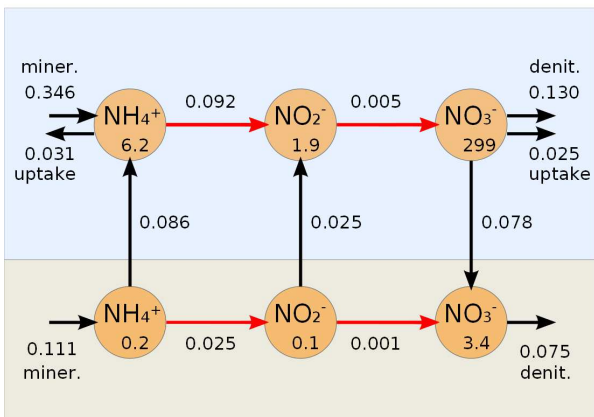 miner.
0.346
0.031
uptake
NH₄⁺
6.2
0.092
NO₂⁻
1.9
0.005
NO₃⁻
299
denit.
0.130
0.025
uptake
0.086
0.025
0.078
0.111
miner.
NH₄⁺
0.2
0.025
NO₂⁻
0.1
0.001
NO₃⁻
3.4
0.075
denit.